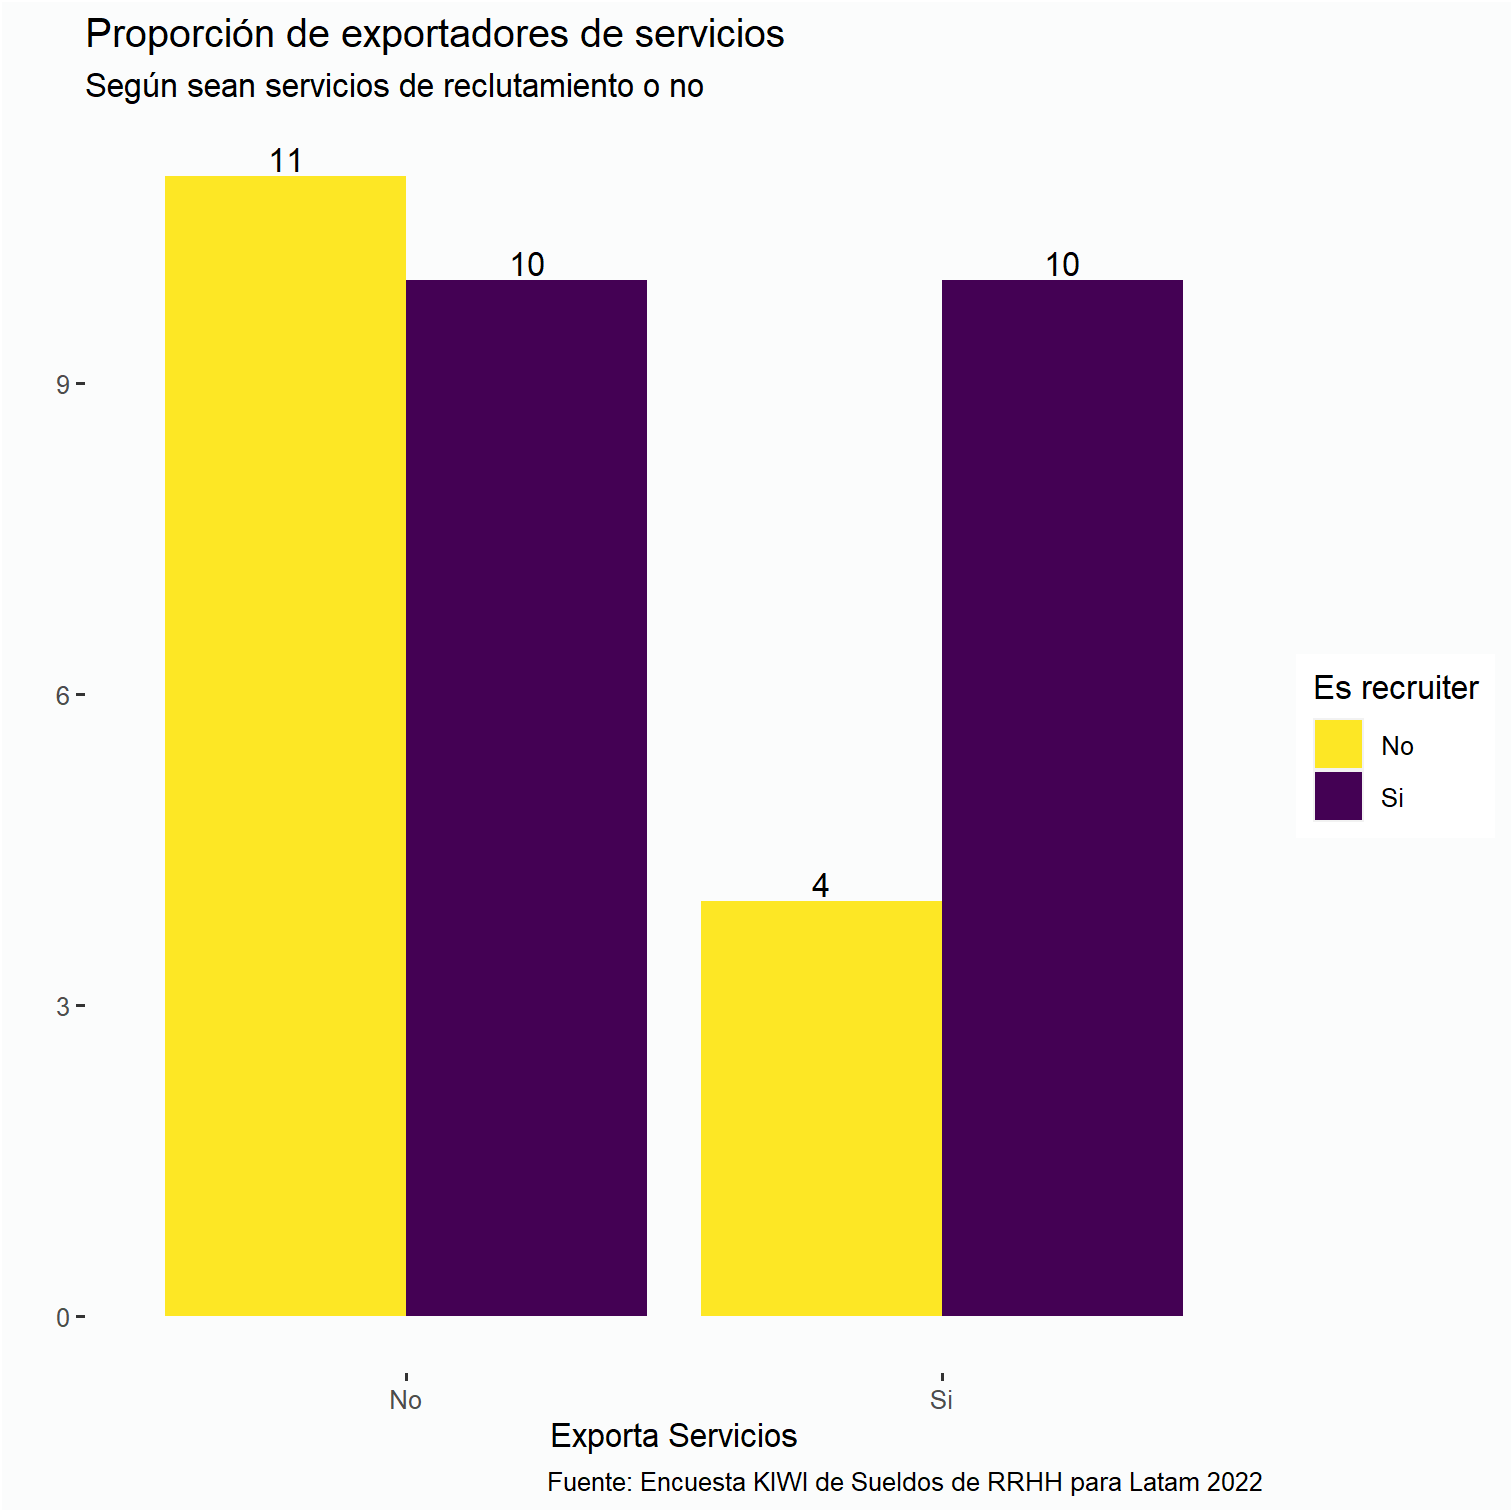 Proporción de exportadores de servicios
Según sean servicios de reclutamiento o no
11
10
10
4
9
6
3
0
No
Si
Exporta Servicios
Es recruiter
No
Si
Fuente: Encuesta KIWI de Sueldos de RRHH para Latam 2022